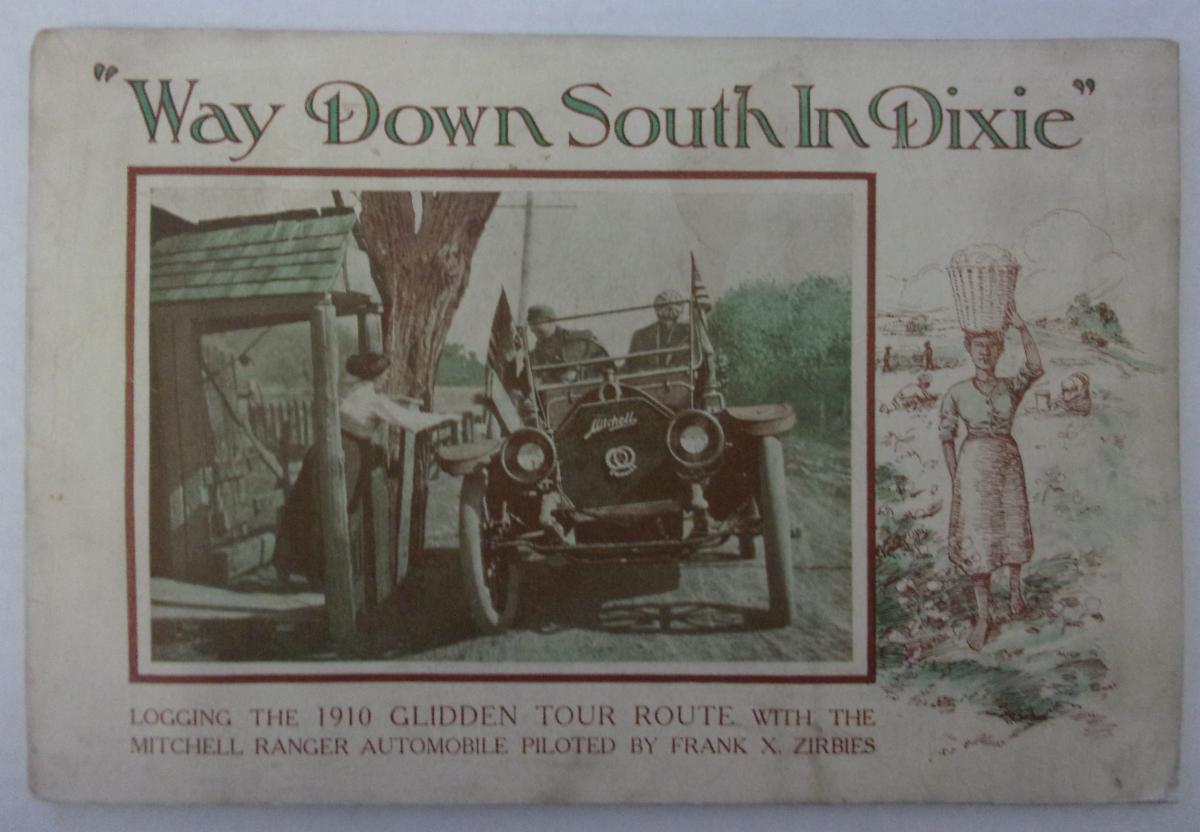 "Way Down South In Dixie"
Mitchell
LOGGING THE 1910 GLIDDEN TOUR ROUTE WITH THE
MITCHELL RANGER AUTOMOBILE PILOTED BY FRANK X. ZIRBIES